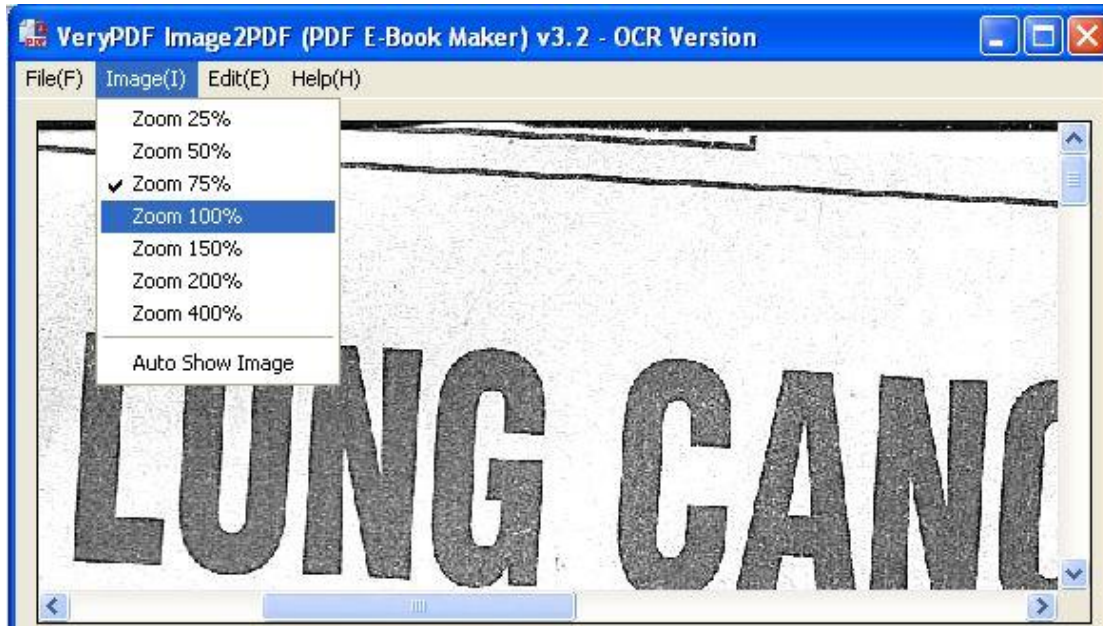 VeryPDF Image2PDF (PDF E-Book Maker) v3.2 - OCR Version
File(F) Image(I) Edit(E) Help(H)
Zoom 25%
Zoom 50%
✓ Zoom 75%
Zoom 100%
Zoom 150%
Zoom 200%
Zoom 400%
Auto Show Image
LUNG CANC